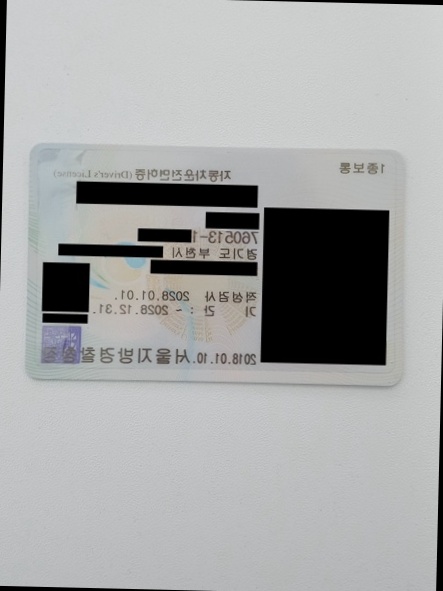 1종보통
자동차운전면허증 (Driver's License)
760513-1
경기도 부천시
적성검사 2028.01.01.
기 간 : ~ 2028.12.31.
2018.01.10. 서울지방경찰청장